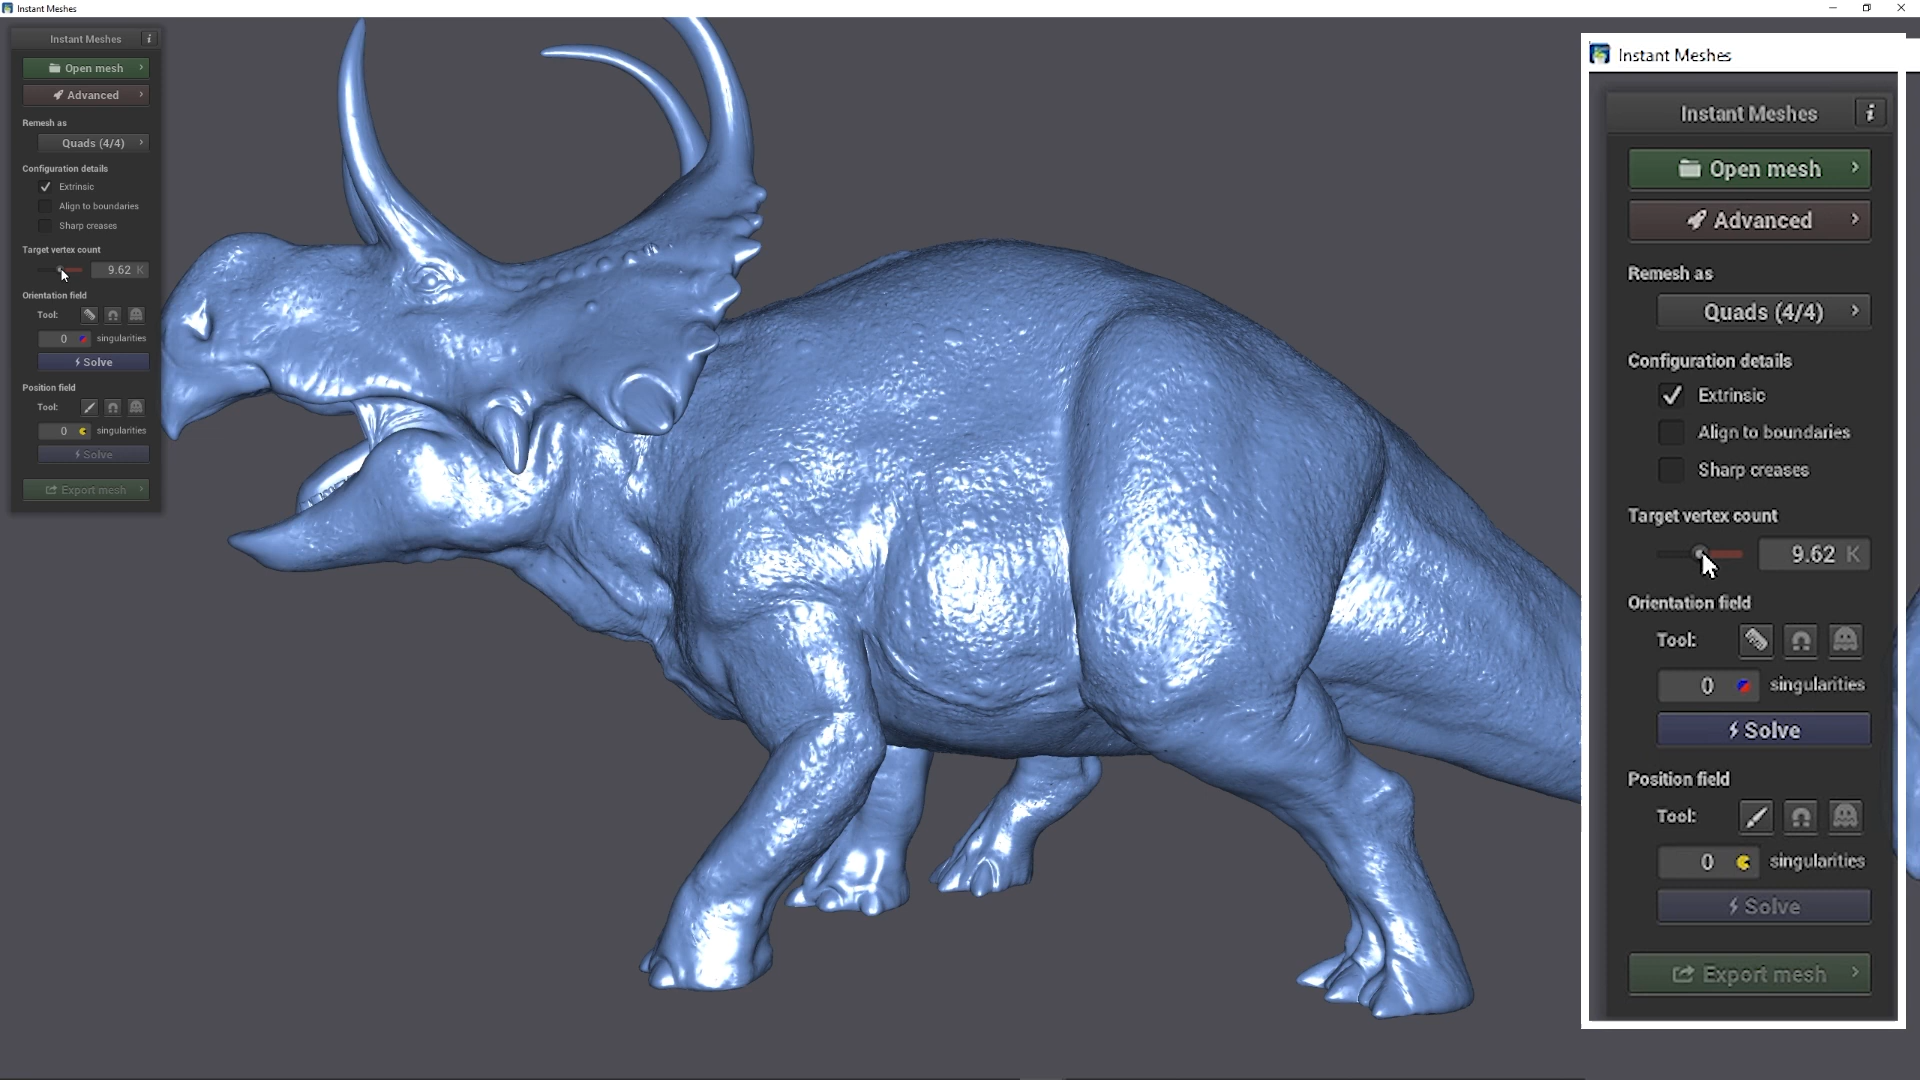 Instant Meshes
Instant Meshes i
Open mesh
Advanced
Remesh as
Quads (4/4)
Configuration details
Extrinsic
Align to boundaries
Sharp creases
Target vertex count
9.62 K
Orientation field
Tool:
0 singularities
Solve
Position field
Tool:
0 singularities
Solve
Export mesh
Instant Meshes
Instant Meshes i
Open mesh
Advanced
Remesh as
Quads (4/4)
Configuration details
Extrinsic
Align to boundaries
Sharp creases
Target vertex count
9.62 K
Orientation field
Tool:
0 singularities
Solve
Position field
Tool:
0 singularities
Solve
Export mesh